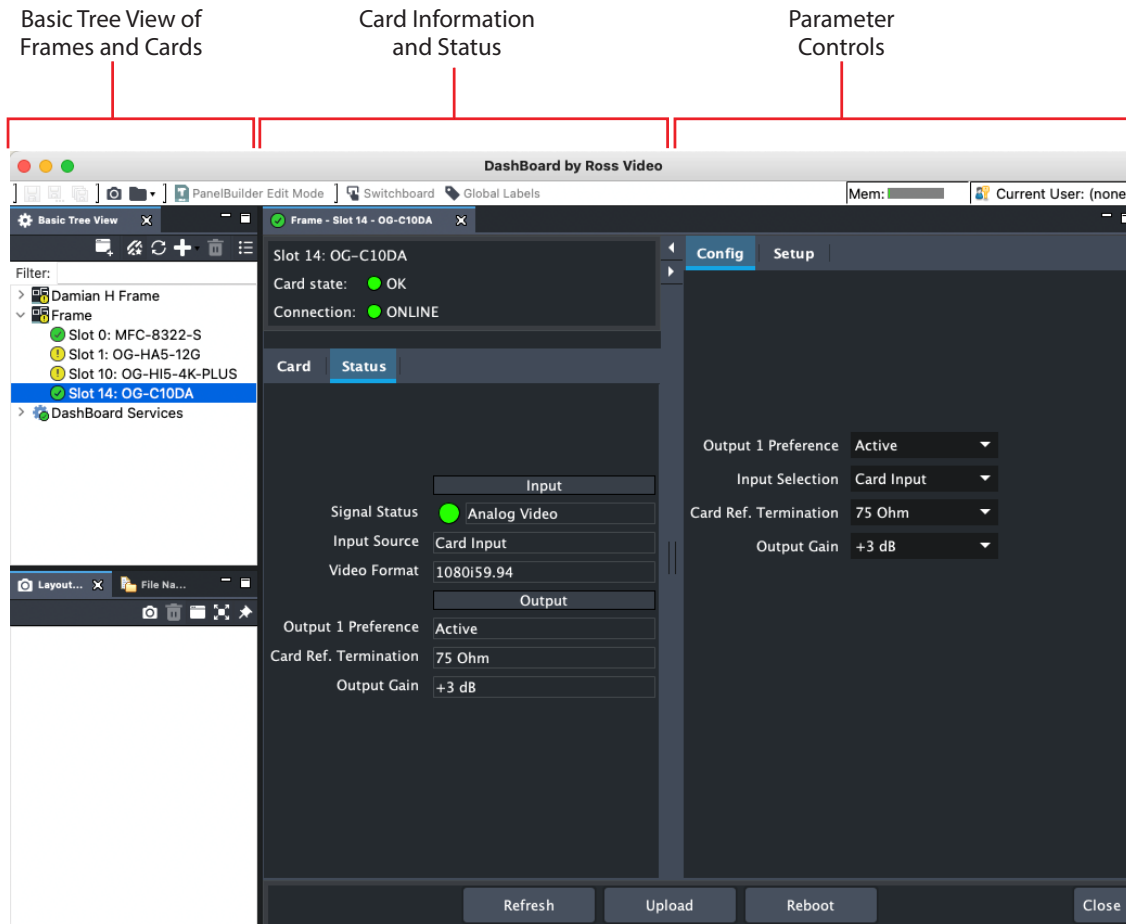 Basic Tree View of
Frames and Cards
Card Information
and Status
Parameter
Controls
DashBoard by Ross Video
PanelBuilder Edit Mode
Switchboard
Global Labels
Mem:
Current User: (none
Basic Tree View
Frame - Slot 14 - OG-C10DA
Filter:
Damian H Frame
Frame
Slot 0: MFC-8322-S
Slot 1: OG-HA5-12G
Slot 10: OG-HI5-4K-PLUS
Slot 14: OG-C10DA
DashBoard Services
Layout...
File Na...
Slot 14: OG-C10DA
Card state: OK
Connection: ONLINE
Card
Status
Input
Signal Status Analog Video
Input Source Card Input
Video Format 1080i59.94
Output
Output 1 Preference Active
Card Ref. Termination 75 Ohm
Output Gain +3 dB
Config
Setup
Output 1 Preference Active
Input Selection Card Input
Card Ref. Termination 75 Ohm
Output Gain +3 dB
Refresh
Upload
Reboot
Close